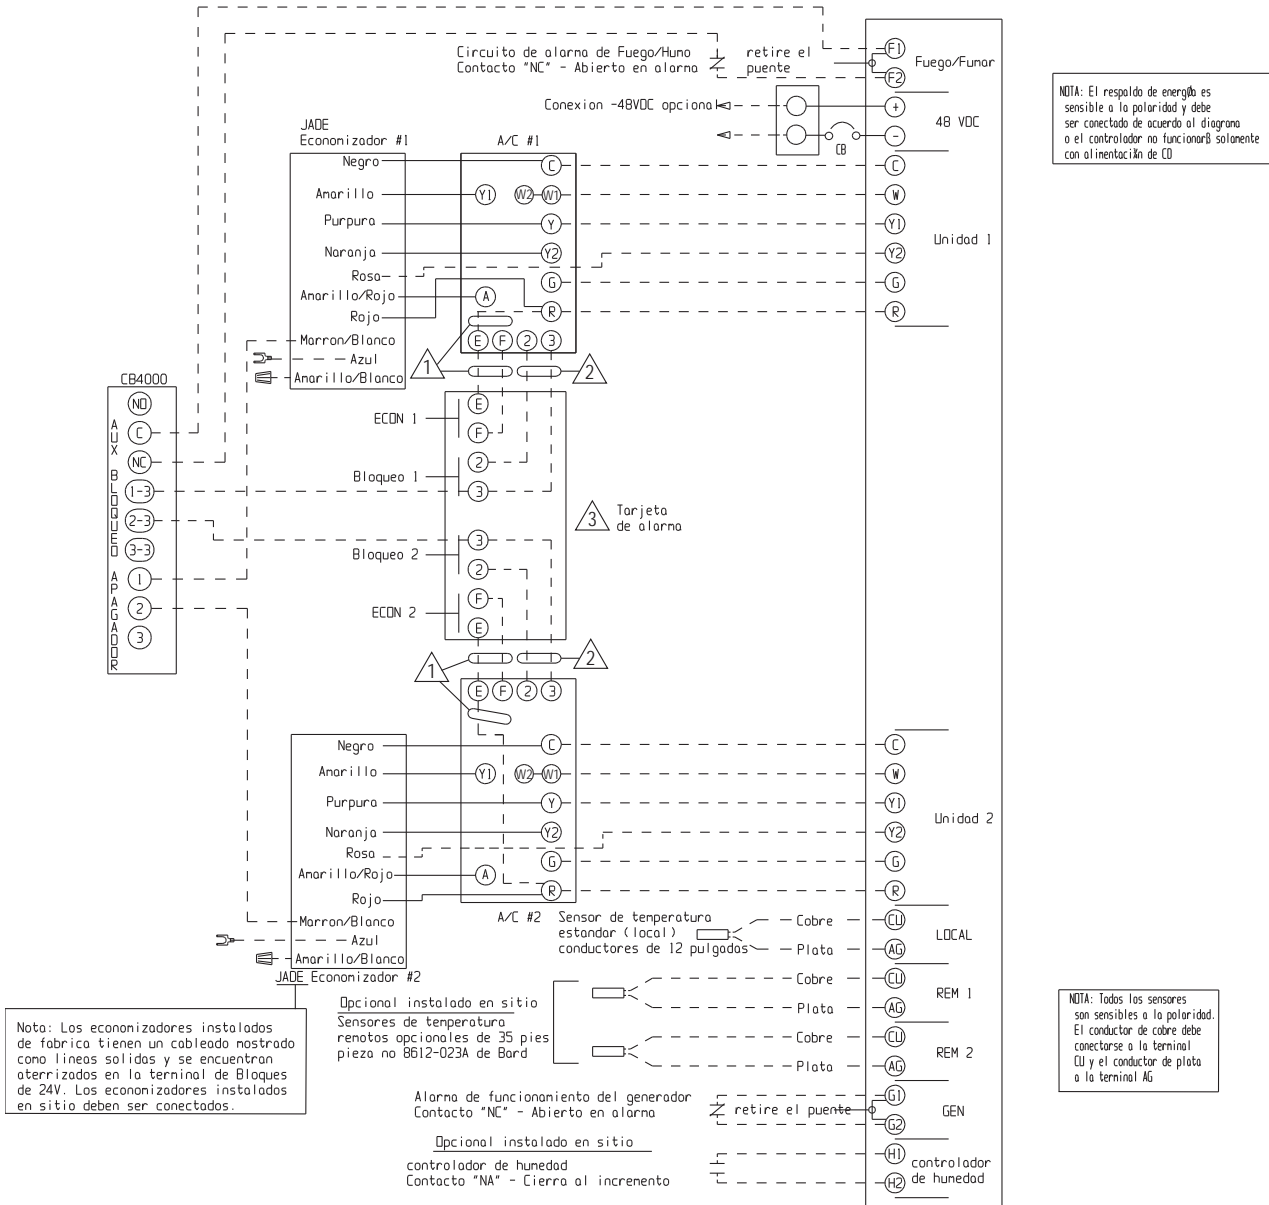 Circuito de alarma de Fuego/Humo
Contacto "NC" - Abierto en alarma
retire el
puente
F1
F2
Fuego/Fumar
Conexion -48VDC opcional
CB
+
-
48 VDC
NOTA: El respaldo de energØa es
sensible a la polaridad y debe
ser conectado de acuerdo al diagrama
o el controlador no funcionarß solamente
con alimentaciXn de CD
JADE
Economizador #1
Negro
Amarillo
Purpura
Naranja
Rosa
Amarillo/Rojo
Rojo
Marron/Blanco
Azul
Amarillo/Blanco
A/C #1
C
Y1
W2
W1
Y
Y2
G
A
R
E
F
2
3
C
W
Y1
Y2
G
R
Unidad 1
1
2
CB4000
AUX BLOQUEO APAGADOR
NO
C
NC
1-3
2-3
3-3
1
2
3
ECON 1
Bloqueo 1
Bloqueo 2
ECON 2
E
F
2
3
3
2
F
E
3
Tarjeta
de alarma
1
2
E
F
2
3
C
Y1
W2
W1
Y
Y2
G
A
R
A/C #2
Negro
Amarillo
Purpura
Naranja
Rosa
Amarillo/Rojo
Rojo
Marron/Blanco
Azul
Amarillo/Blanco
JADE Economizador #2
C
W
Y1
Y2
G
R
Unidad 2
Sensor de temperatura
estandar (local)
conductores de 12 pulgadas
Cobre
Plata
CU
AG
LOCAL
Opcional instalado en sitio
Sensores de temperatura
remotos opcionales de 35 pies
pieza no 8612-023A de Bard
Cobre
Plata
CU
AG
REM 1
Cobre
Plata
CU
AG
REM 2
Nota: Los economizadores instalados
de fabrica tienen un cableado mostrado
como lineas solidas y se encuentran
aterrizados en la terminal de Bloques
de 24V. Los economizadores instalados
en sitio deben ser conectados.
NOTA: Todos los sensores
son sensibles a la polaridad.
El conductor de cobre debe
conectarse a la terminal
CU y el conductor de plata
a la terminal AG
Alarma de funcionamiento del generador
Contacto "NC" - Abierto en alarma
retire el puente
G1
G2
GEN
Opcional instalado en sitio
controlador de humedad
Contacto "NA" - Cierra al incremento
H1
H2
controlador
de humedad